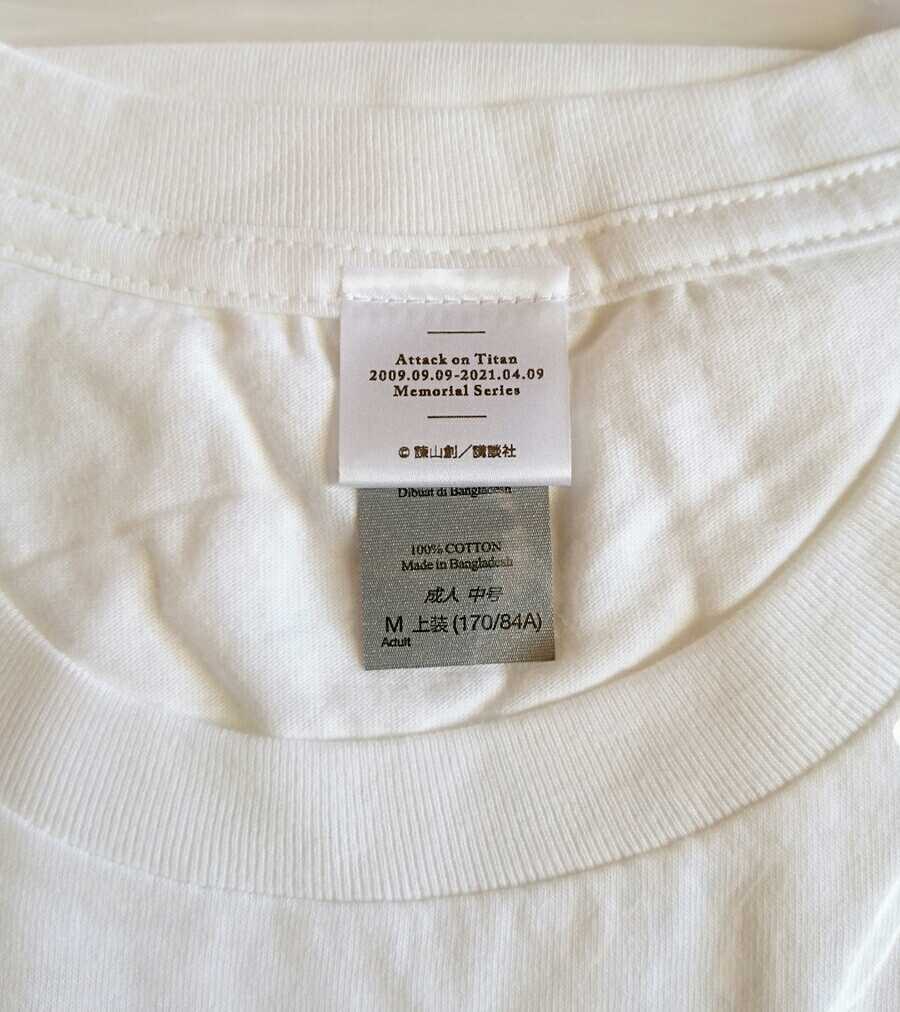 Attack on Titan
2009.09.09-2021.04.09
Memorial Series
© 諫山創／講談社
Dibuat di Bangladesh
100% COTTON
Made in Bangladesh
成人 中号
M 上装 (170/84A)
Adult